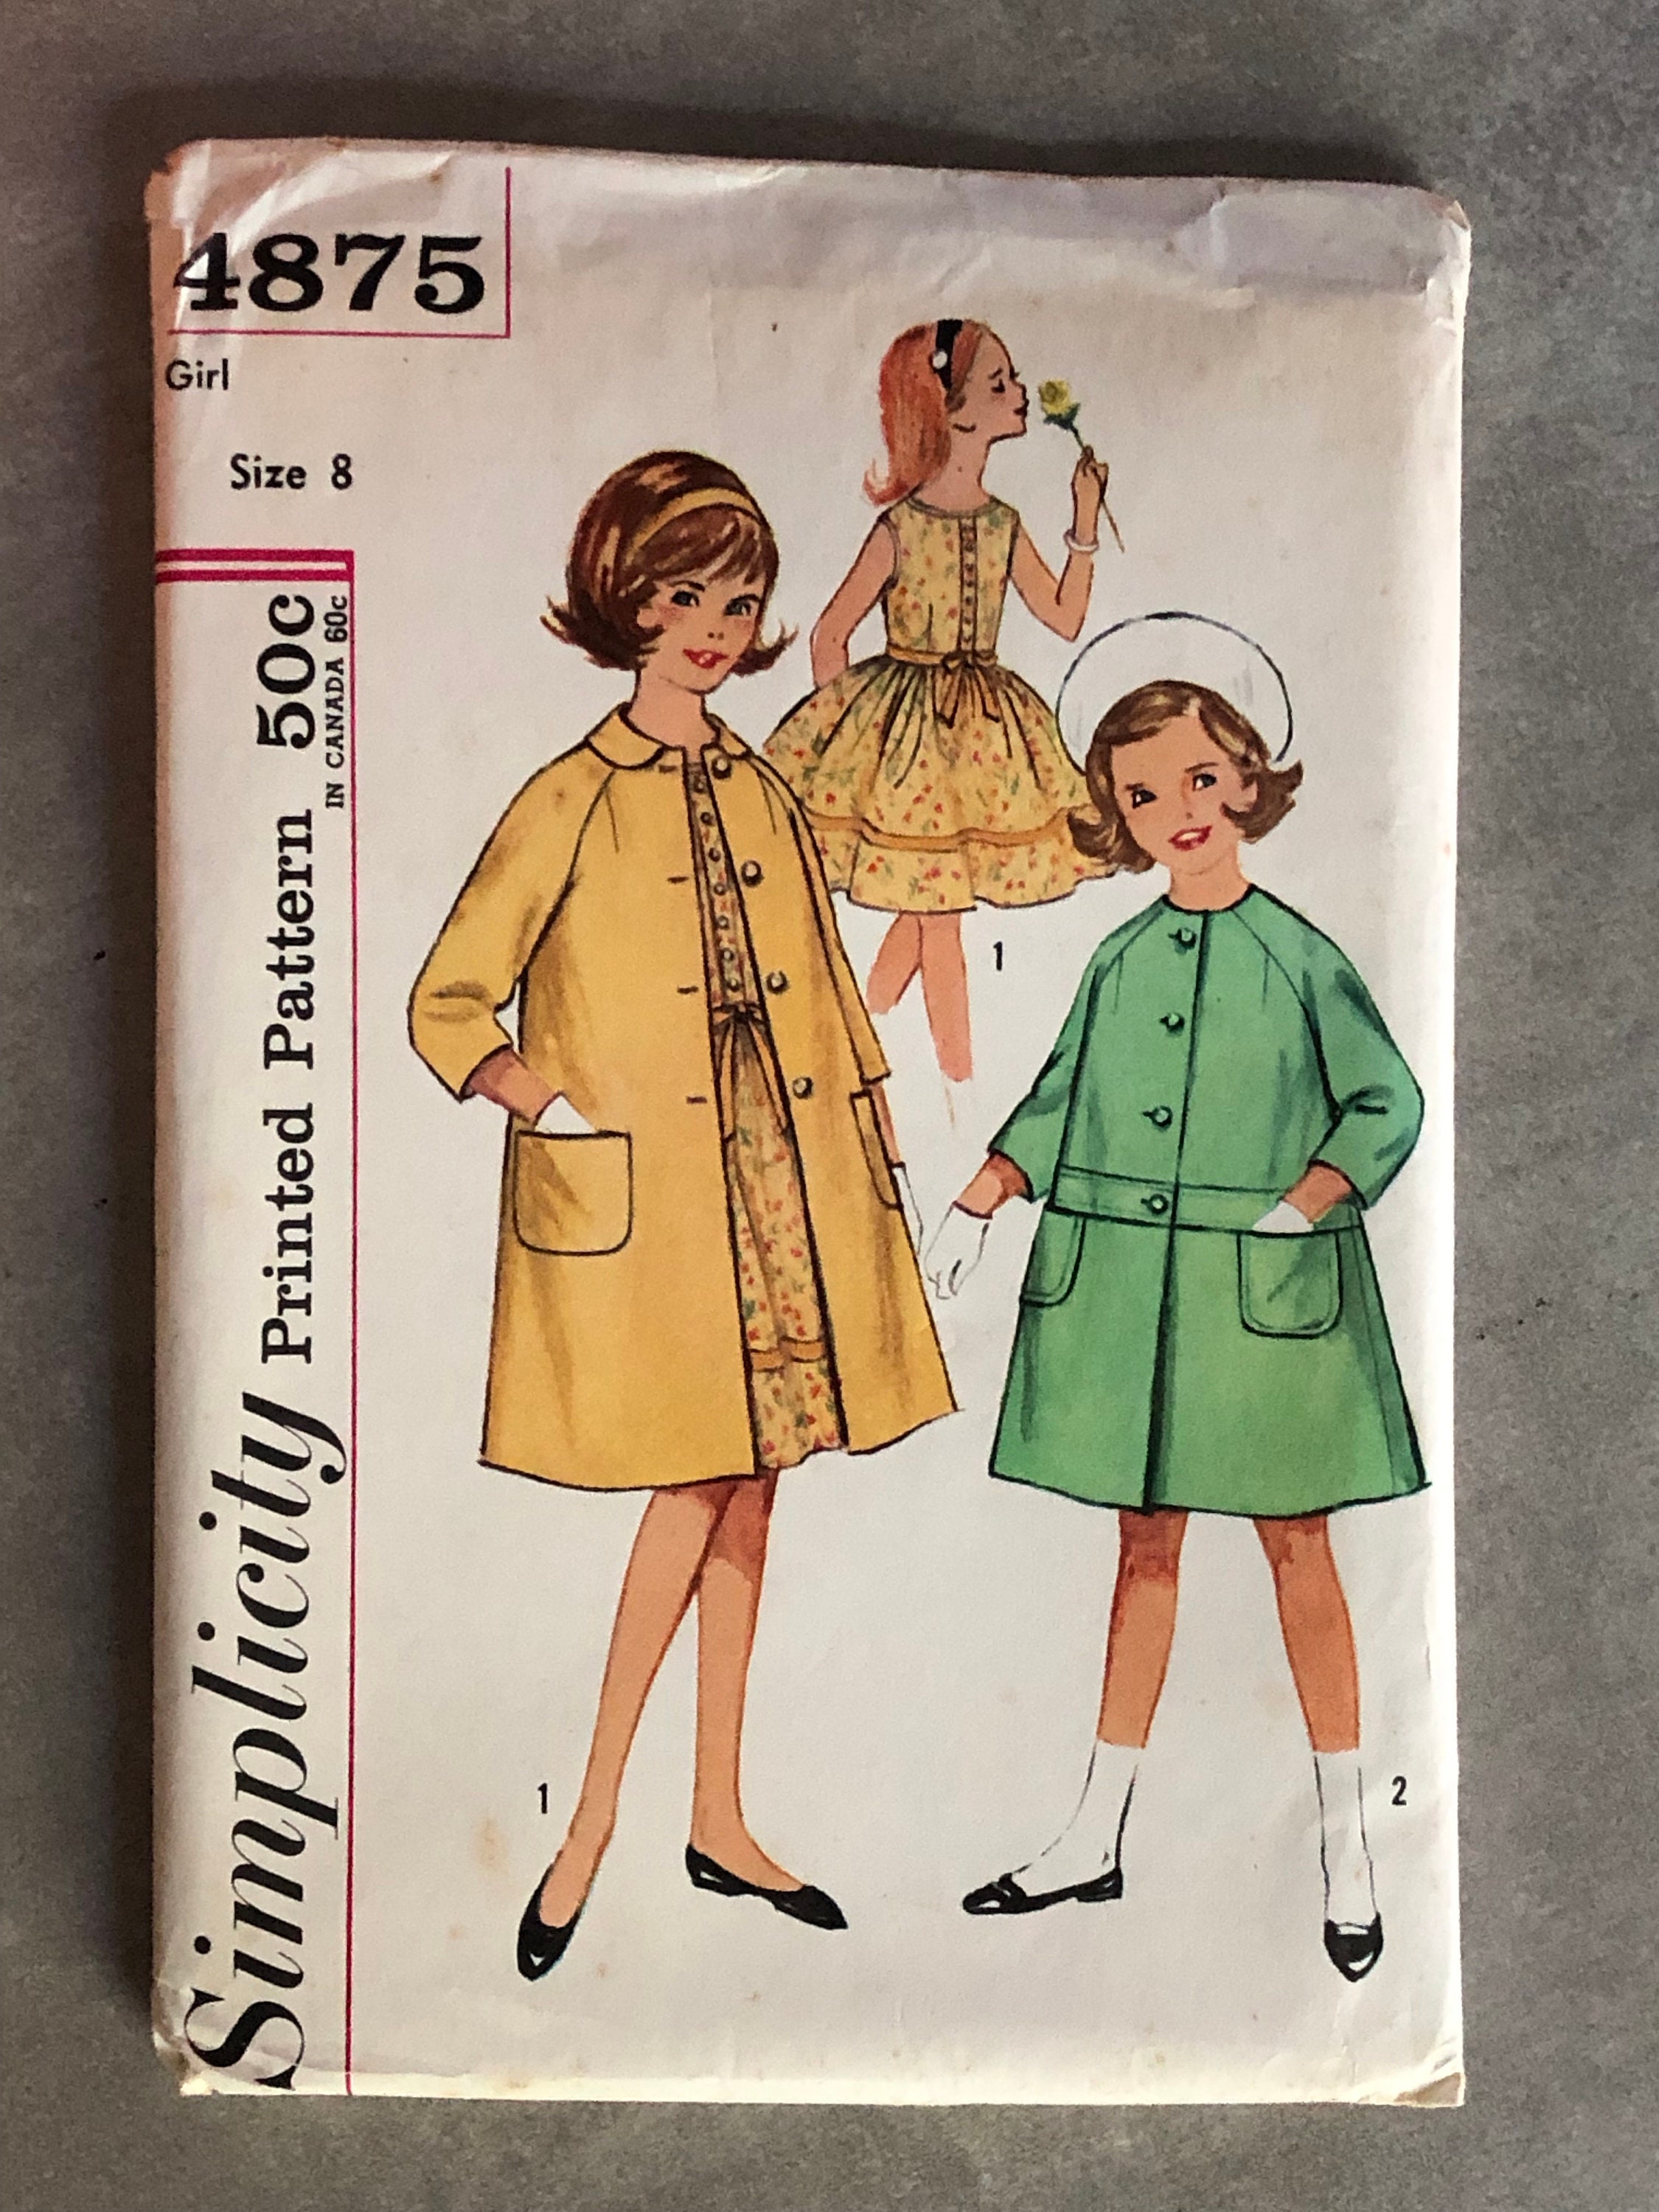 4875
Girl
Size 8
Simplicity Printed Pattern 50c
IN CANADA 60c
1
1
2